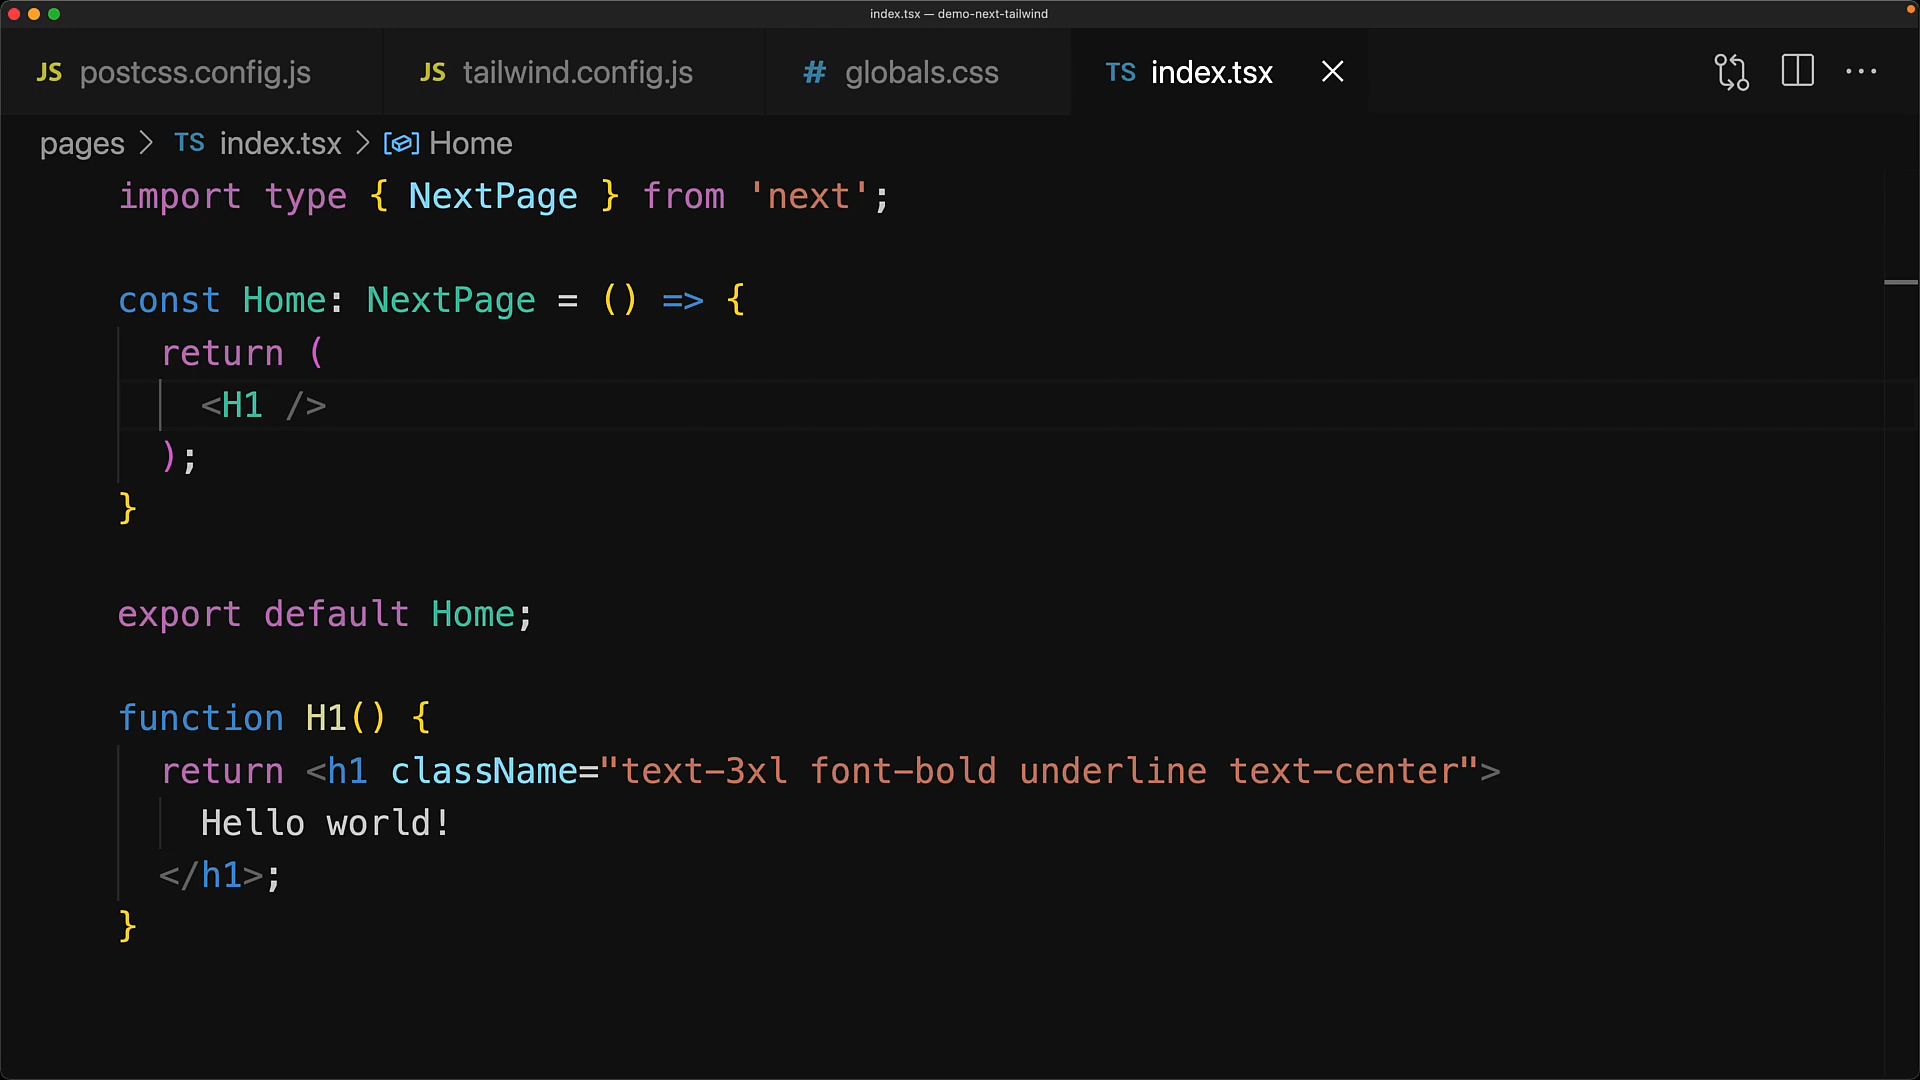 index.tsx — demo-next-tailwind
JS postcss.config.js JS tailwind.config.js # globals.css TS index.tsx
pages > TS index.tsx > Home
import type { NextPage } from 'next';
const Home: NextPage = () => {
return (
<H1 />
);
}
export default Home;
function H1() {
return <h1 className="text-3xl font-bold underline text-center">
Hello world!
</h1>;
}